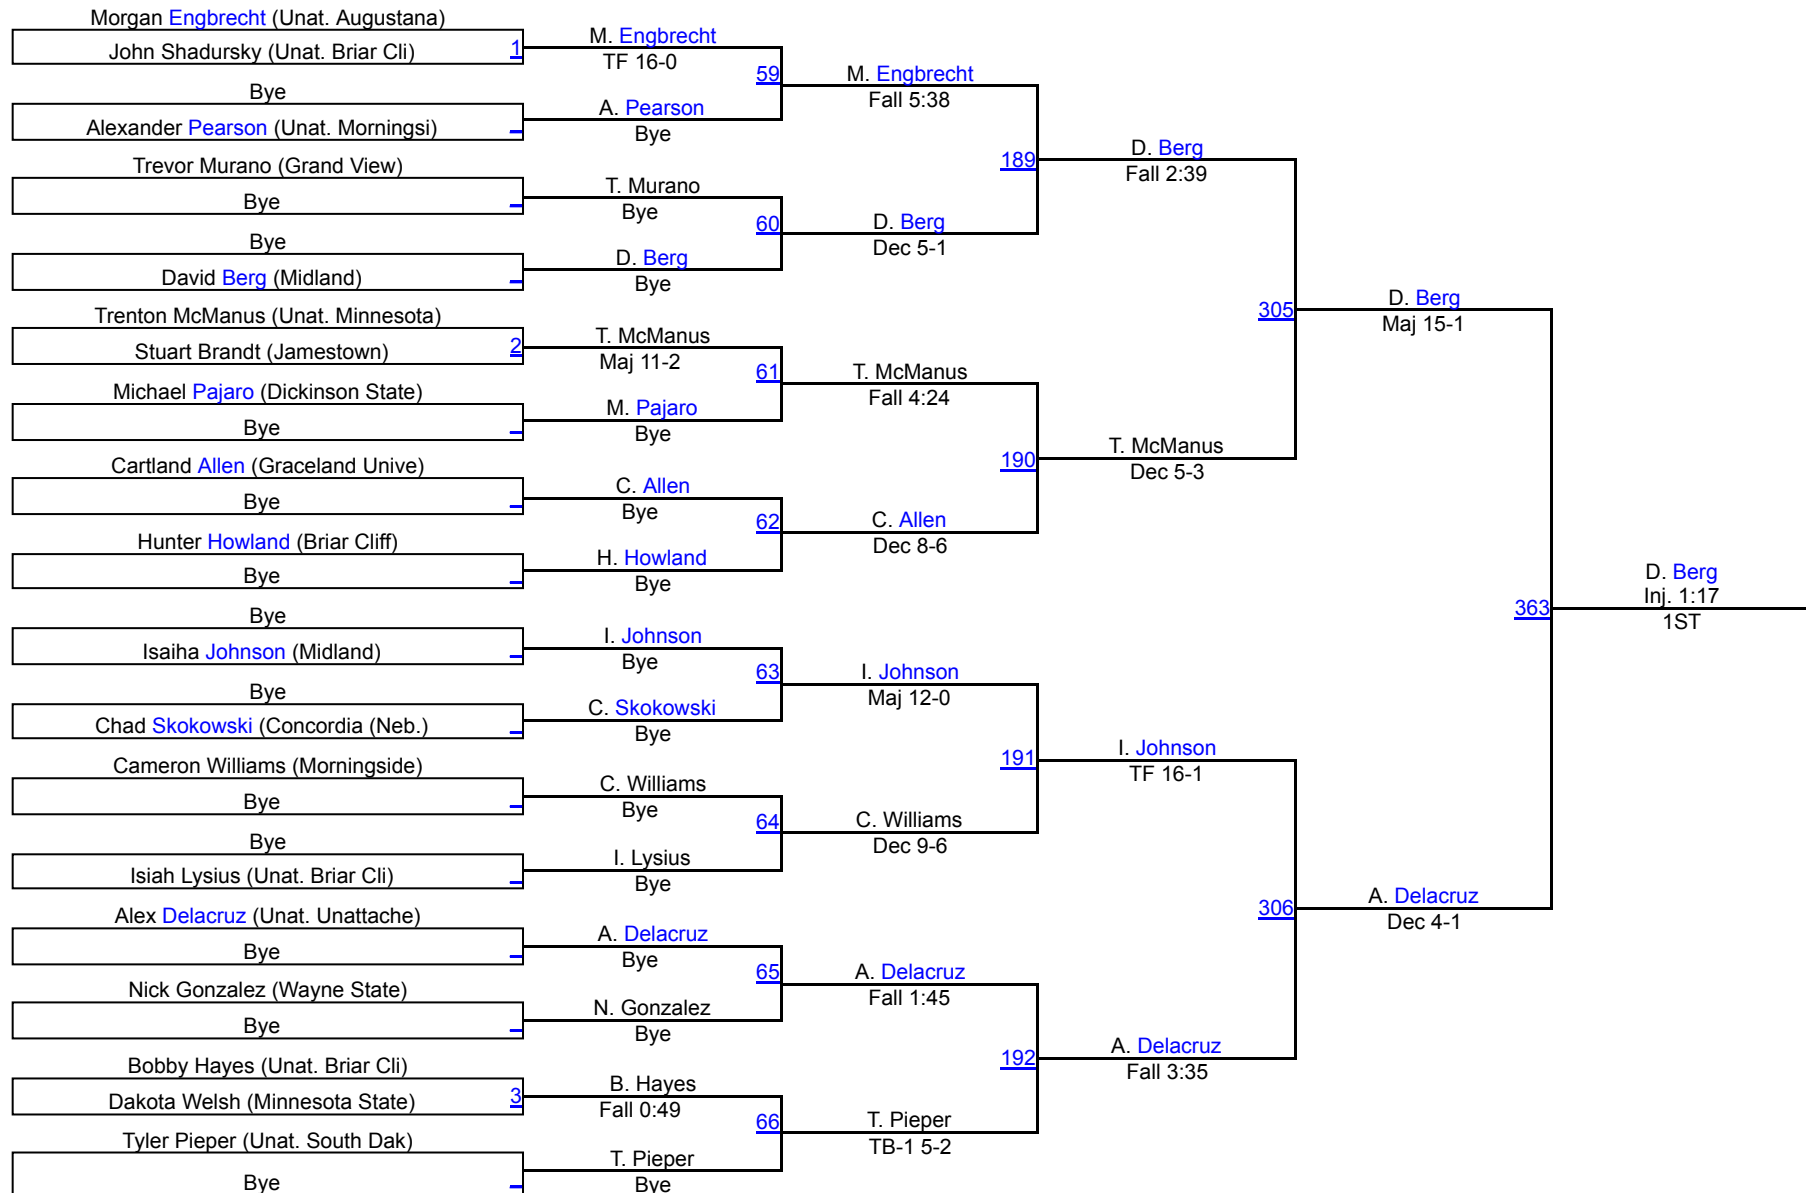 Morgan Engbrecht (Unat. Augustana)
John Shadursky (Unat. Briar Cli)
1
Bye
Alexander Pearson (Unat. Morningsi)
Trevor Murano (Grand View)
Bye
Bye
David Berg (Midland)
Trenton McManus (Unat. Minnesota)
Stuart Brandt (Jamestown)
2
Michael Pajaro (Dickinson State)
Bye
Cartland Allen (Graceland Unive)
Bye
Hunter Howland (Briar Cliff)
Bye
Bye
Isaiha Johnson (Midland)
Bye
Chad Skokowski (Concordia (Neb.)
Cameron Williams (Morningside)
Bye
Bye
Isiah Lysius (Unat. Briar Cli)
Alex Delacruz (Unat. Unattache)
Bye
Nick Gonzalez (Wayne State)
Bye
Bobby Hayes (Unat. Briar Cli)
Dakota Welsh (Minnesota State)
3
Tyler Pieper (Unat. South Dak)
Bye
M. Engbrecht
TF 16-0
59
A. Pearson
Bye
T. Murano
Bye
60
D. Berg
Bye
T. McManus
Maj 11-2
61
M. Pajaro
Bye
C. Allen
Bye
62
H. Howland
Bye
I. Johnson
Bye
63
C. Skokowski
Bye
C. Williams
Bye
64
I. Lysius
Bye
A. Delacruz
Bye
65
N. Gonzalez
Bye
B. Hayes
Fall 0:49
66
T. Pieper
Bye
M. Engbrecht
Fall 5:38
189
D. Berg
Dec 5-1
T. McManus
Fall 4:24
190
C. Allen
Dec 8-6
I. Johnson
Maj 12-0
191
C. Williams
Dec 9-6
A. Delacruz
Fall 1:45
192
T. Pieper
TB-1 5-2
D. Berg
Fall 2:39
305
T. McManus
Dec 5-3
I. Johnson
TF 16-1
306
A. Delacruz
Fall 3:35
D. Berg
Maj 15-1
363
A. Delacruz
Dec 4-1
D. Berg
Inj. 1:17
1ST